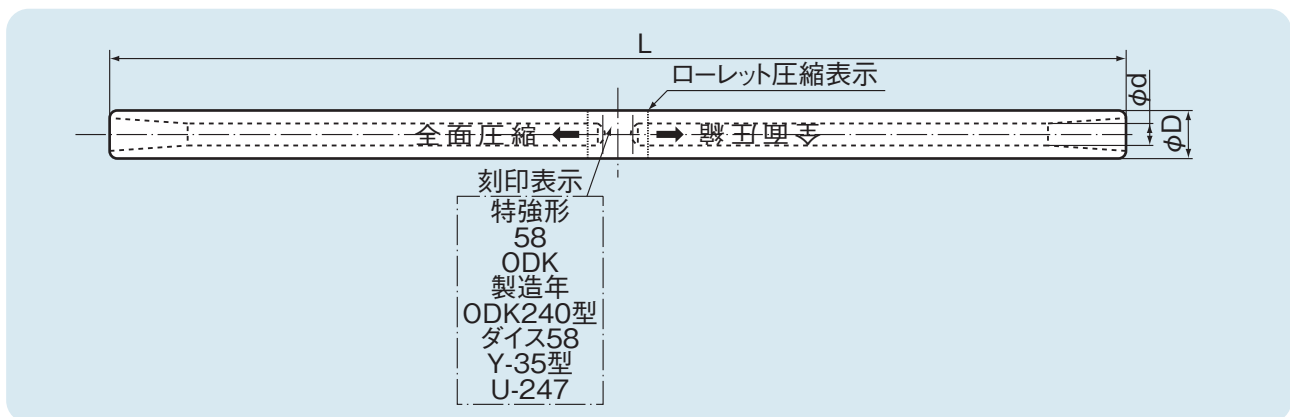 L
ローレット圧縮表示
φd
φD
全面圧縮
全面圧縮
刻印表示
特強形
58
ODK
製造年
ODK240型
ダイス58
Y-35型
U-247